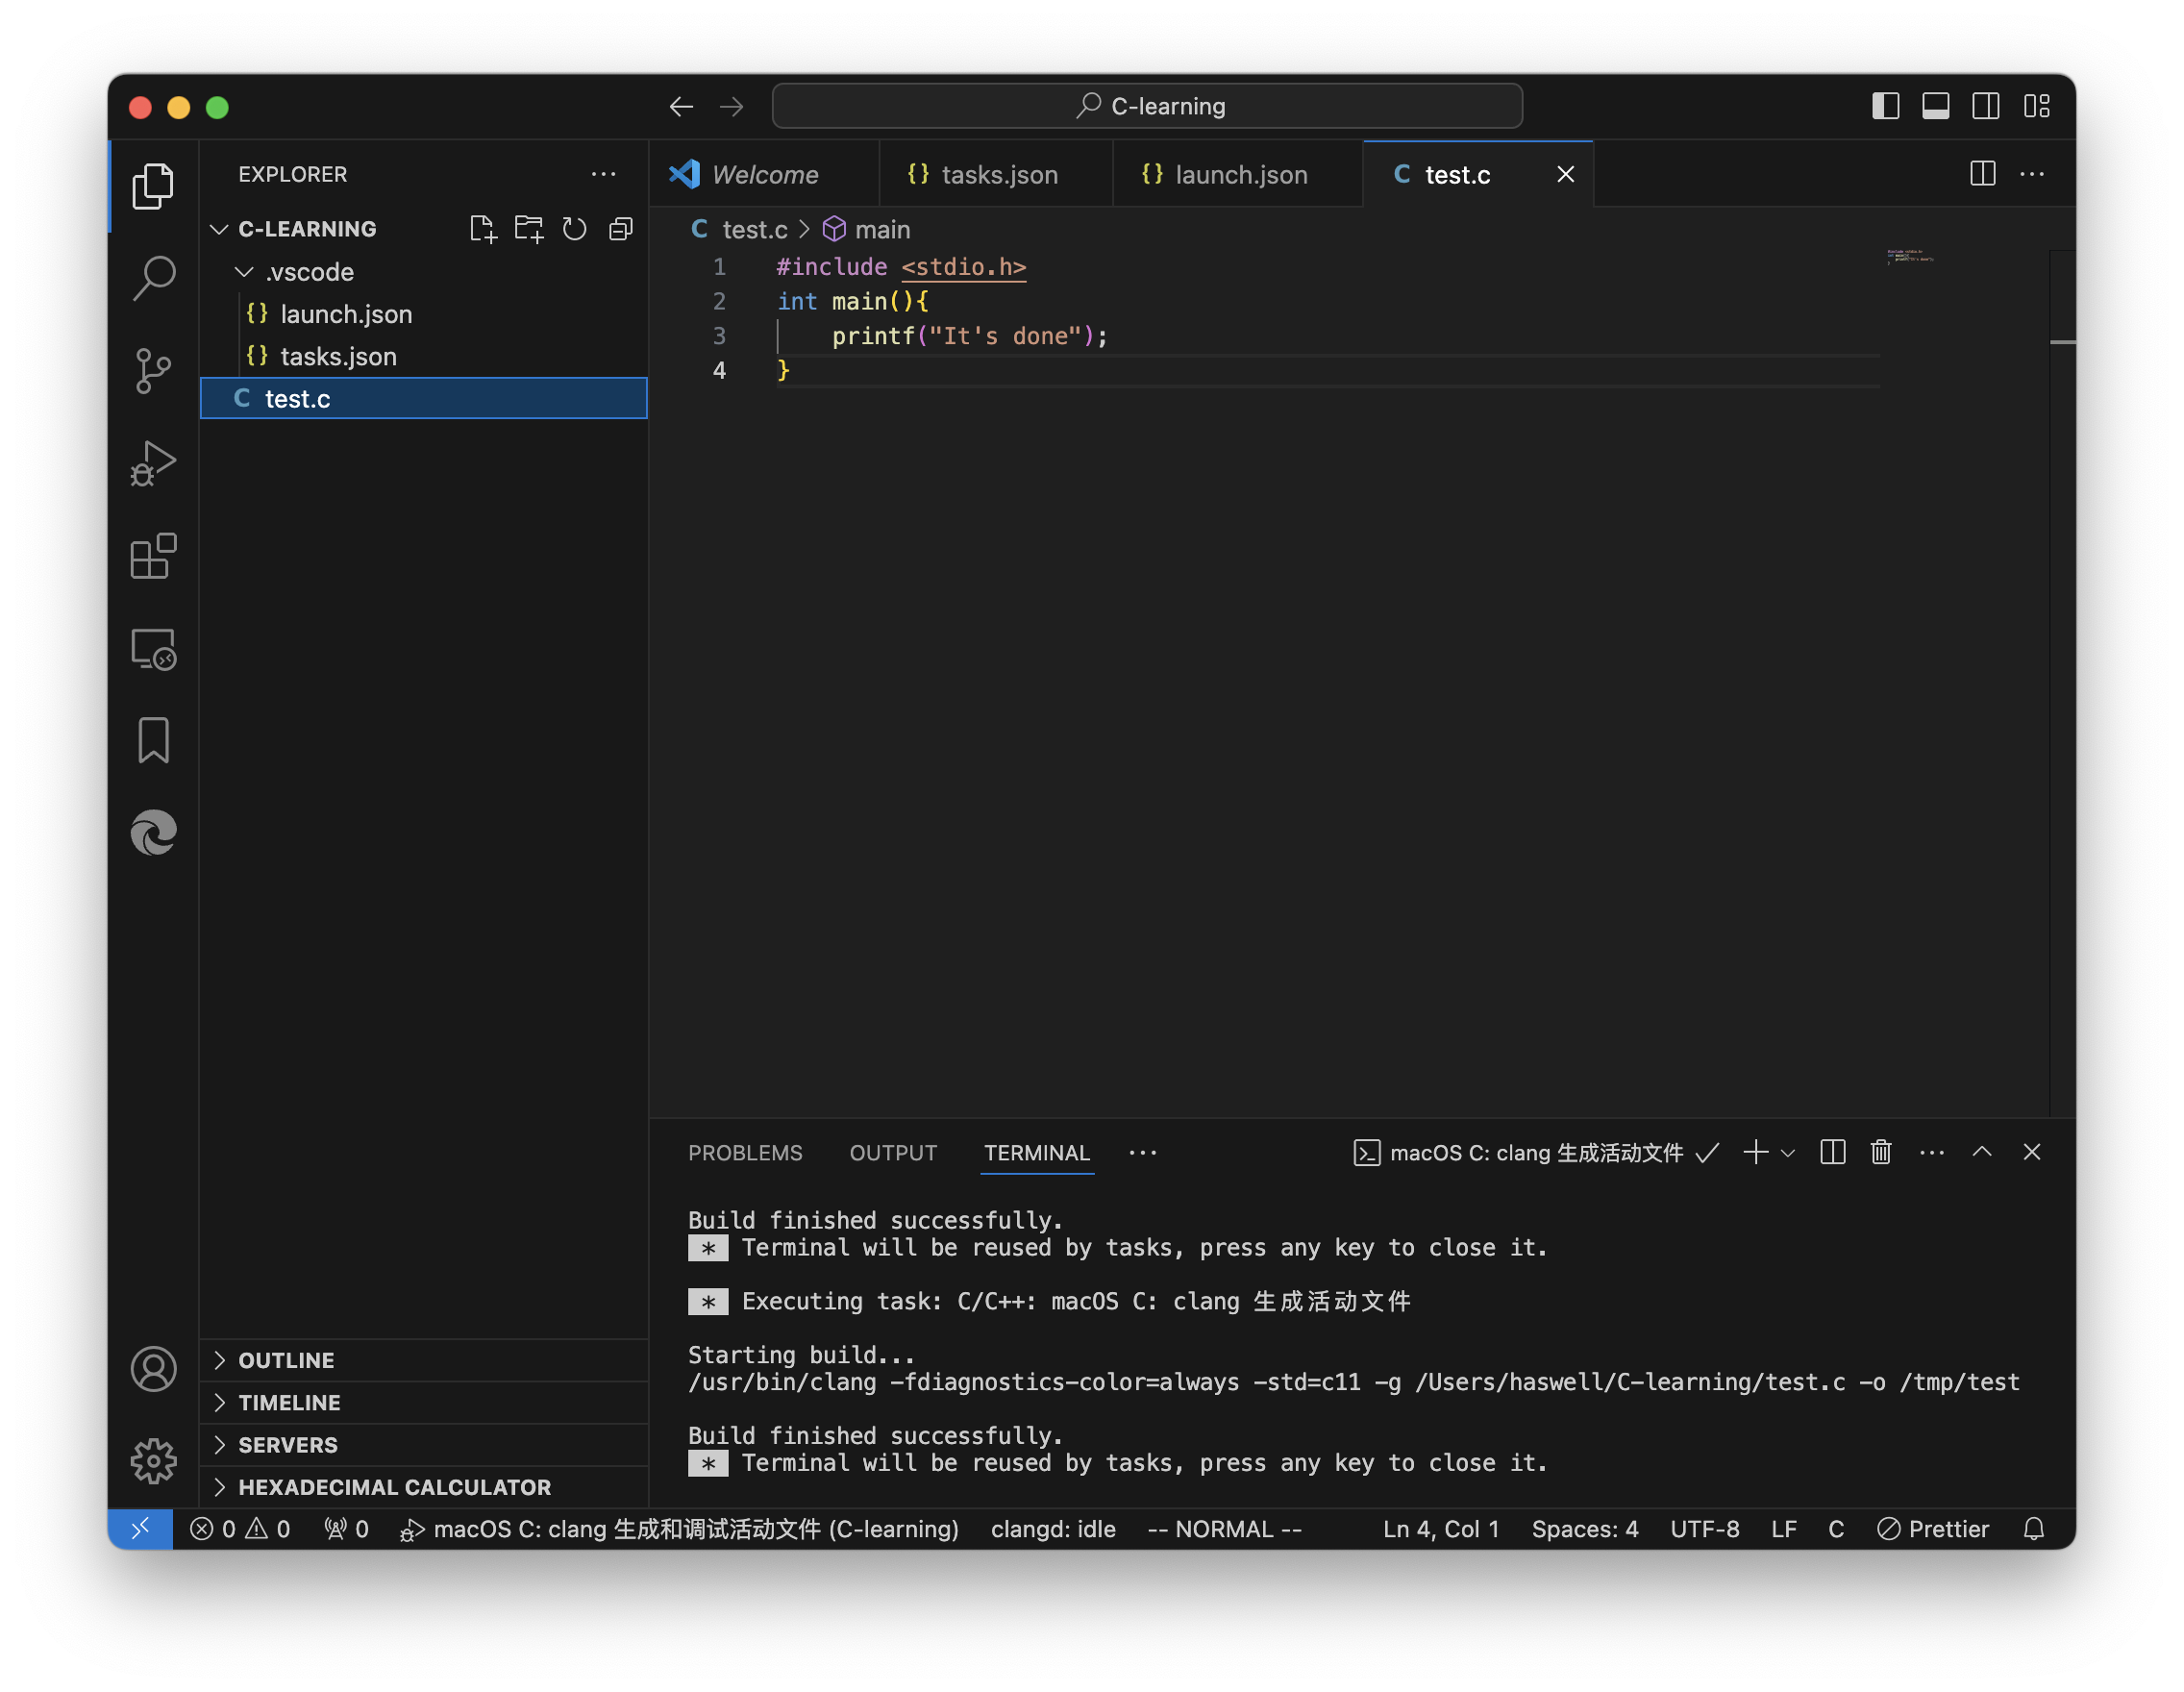 C-learning
EXPLORER
Welcome
{} tasks.json
{} launch.json
C test.c
C-LEARNING
.vscode
{} launch.json
{} tasks.json
C test.c
C test.c > main
1 #include <stdio.h>
2 int main(){
3 printf("It's done");
4 }
PROBLEMS OUTPUT TERMINAL
macOS C: clang 生成活动文件
Build finished successfully.
* Terminal will be reused by tasks, press any key to close it.
* Executing task: C/C++: macOS C: clang 生成活动文件
Starting build...
/usr/bin/clang -fdiagnostics-color=always -std=c11 -g /Users/haswell/C-learning/test.c -o /tmp/test
Build finished successfully.
* Terminal will be reused by tasks, press any key to close it.
OUTLINE
TIMELINE
SERVERS
HEXADECIMAL CALCULATOR
0 0 0 macOS C: clang 生成和调试活动文件 (C-learning) clangd: idle -- NORMAL -- Ln 4, Col 1 Spaces: 4 UTF-8 LF C Prettier